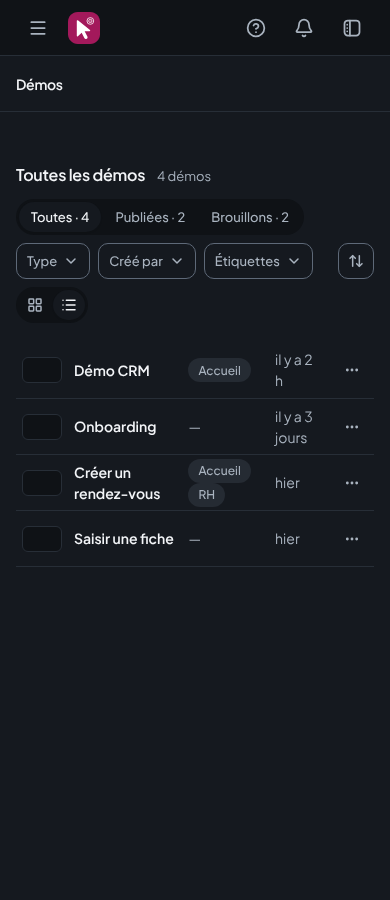 Démos
Toutes les démos 4 démos
Toutes · 4 Publiées · 2 Brouillons · 2
Type Créé par Étiquettes
Démo CRM Accueil il y a 2 h
Onboarding — il y a 3 jours
Créer un rendez-vous Accueil RH hier
Saisir une fiche — hier